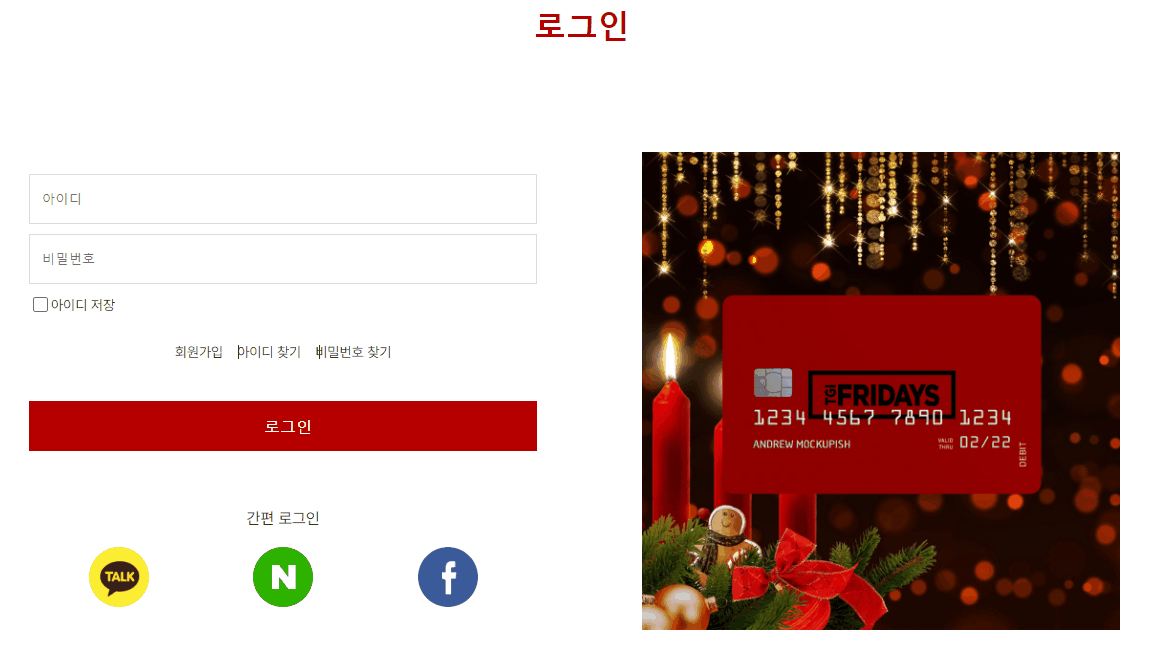 로그인
아이디
비밀번호
아이디 저장
회원가입 아이디 찾기 비밀번호 찾기
로그인
간편 로그인
TALK
N
f
TGI FRIDAYS
1234 4567 7890 1234
ANDREW MOCKUPISH
VALID THRU 02/22
DEBIT